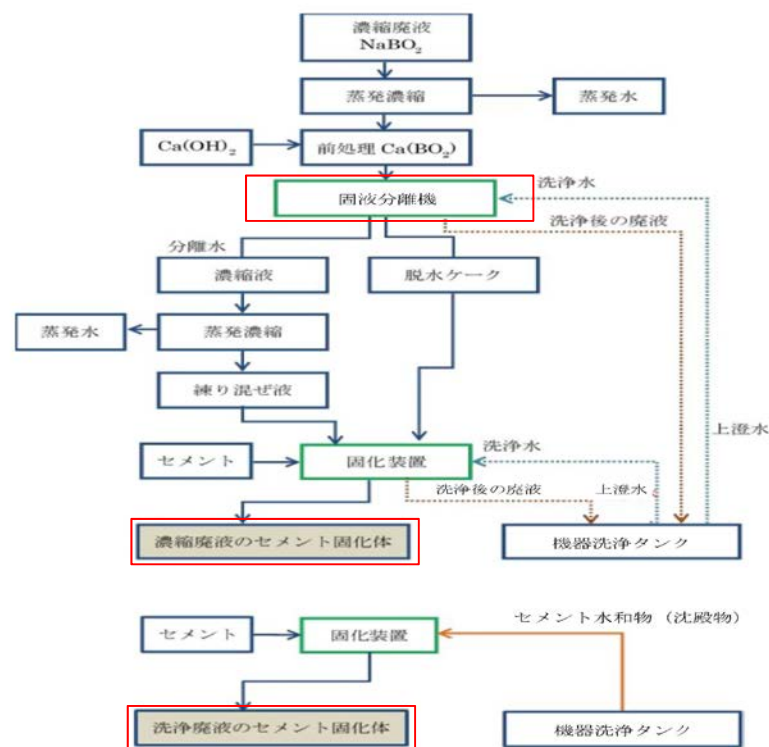 濃縮廃液
NaBO₂
蒸発濃縮
蒸発水
Ca(OH)₂
前処理 Ca(BO₂)
固液分離機
洗浄水
洗浄後の廃液
分離水
濃縮液
脱水ケーク
蒸発水
蒸発濃縮
練り混ぜ液
上澄水
セメント
固化装置
洗浄水
洗浄後の廃液
上澄水
濃縮廃液のセメント固化体
機器洗浄タンク
セメント水和物（沈殿物）
セメント
固化装置
洗浄廃液のセメント固化体
機器洗浄タンク